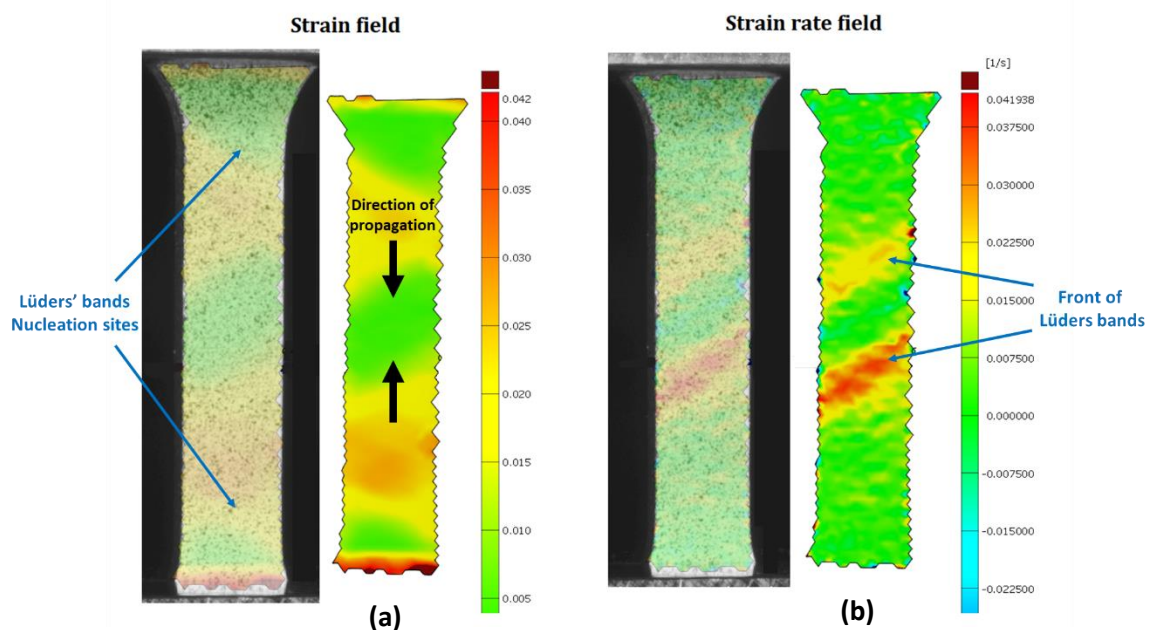 Strain field
Strain rate field
Lüders’ bands
Nucleation sites
Direction of
propagation
0.042
0.040
0.035
0.030
0.025
0.020
0.015
0.010
0.005
(a)
[1/s]
0.041938
0.037500
0.030000
0.022500
0.015000
0.007500
0.000000
-0.007500
-0.015000
-0.022500
Front of
Lüders bands
(b)